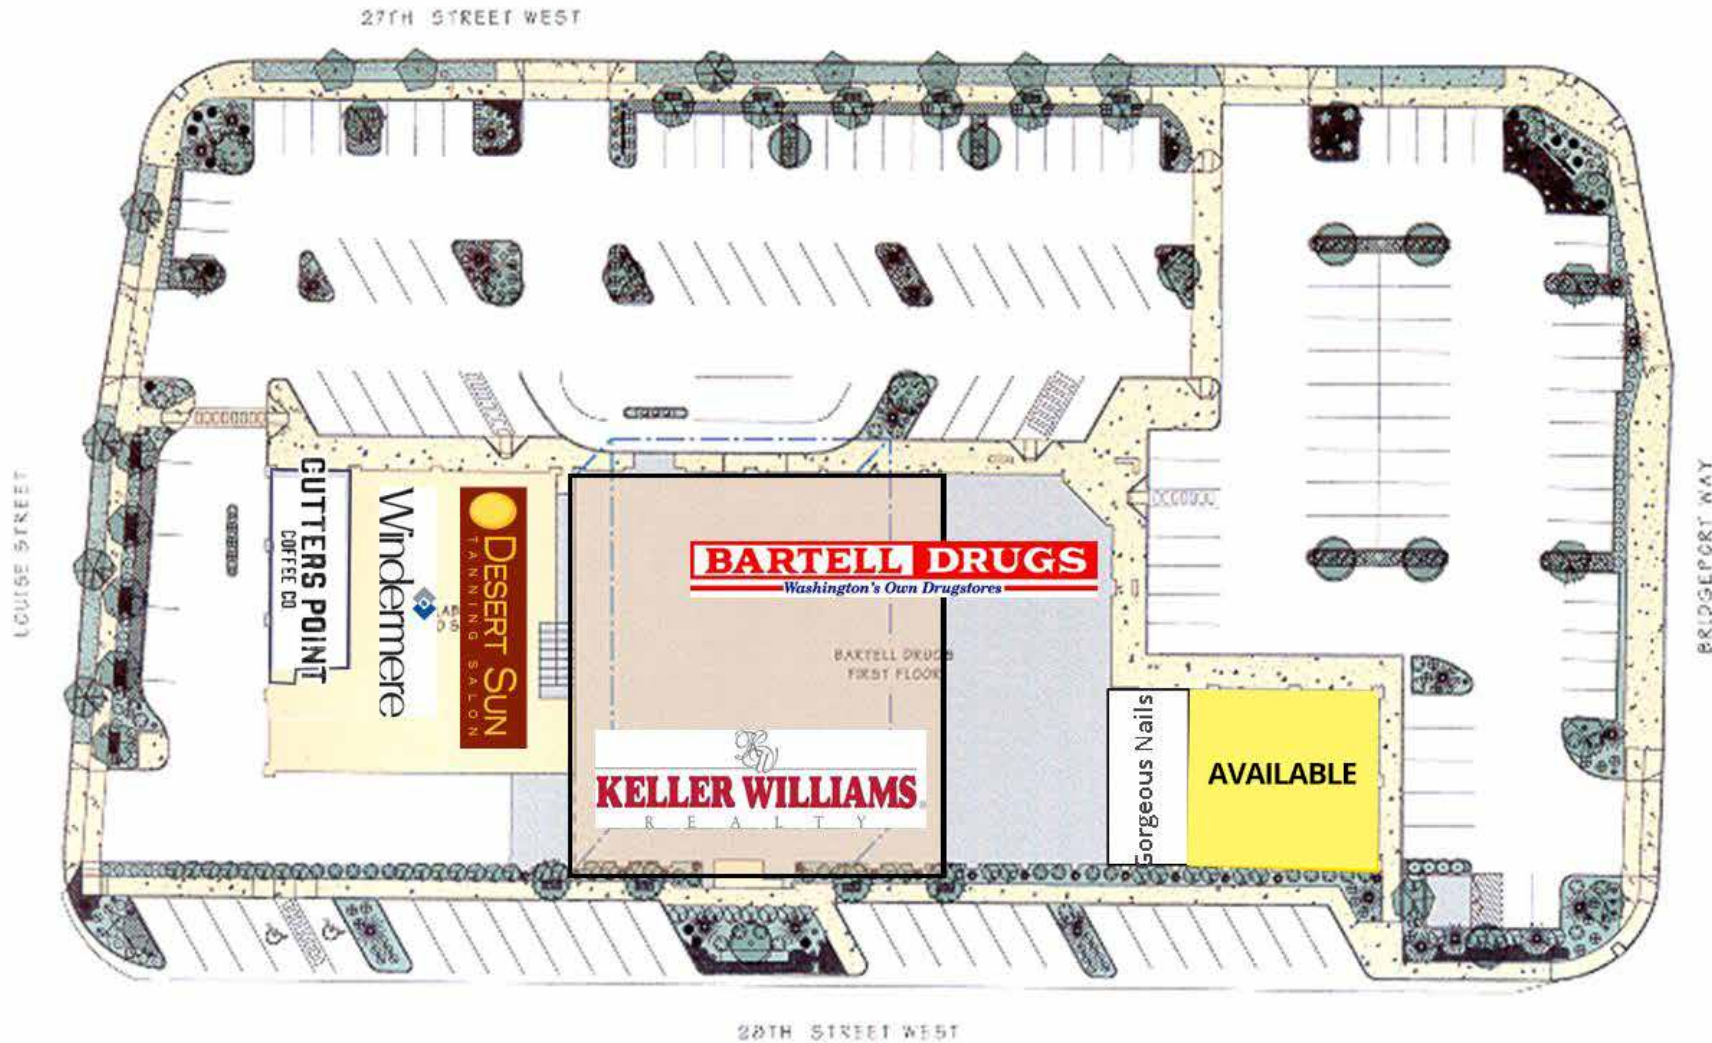 27TH STREET WEST
LOUISE STREET
CUTTERS POINT
COFFEE CO
Windermere
DESERT SUN
TANNING SALON
BARTELL DRUGS
Washington's Own Drugstores
BARTELL DRUGS
FIRST FLOOR
KW
KELLER WILLIAMS
REALTY
Gorgeous Nails
AVAILABLE
BRIDGEPORT WAY
28TH STREET WEST